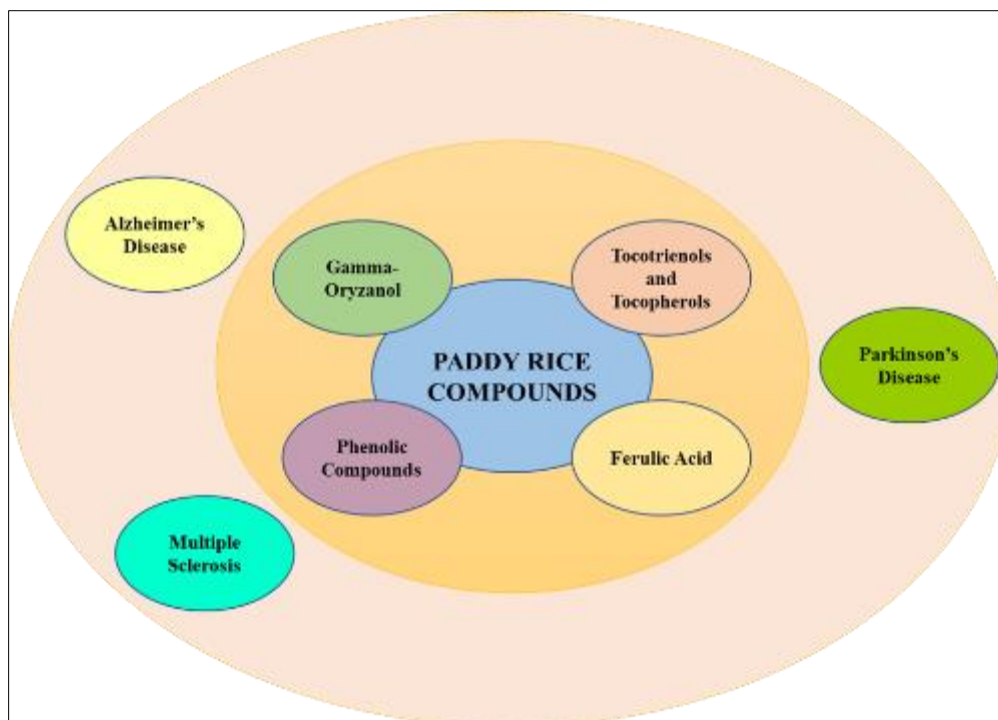 Alzheimer's
Disease
Gamma-
Oryzanol
Tocotrienols
and
Tocopherols
PADDY RICE
COMPOUNDS
Parkinson's
Disease
Phenolic
Compounds
Ferulic Acid
Multiple
Sclerosis